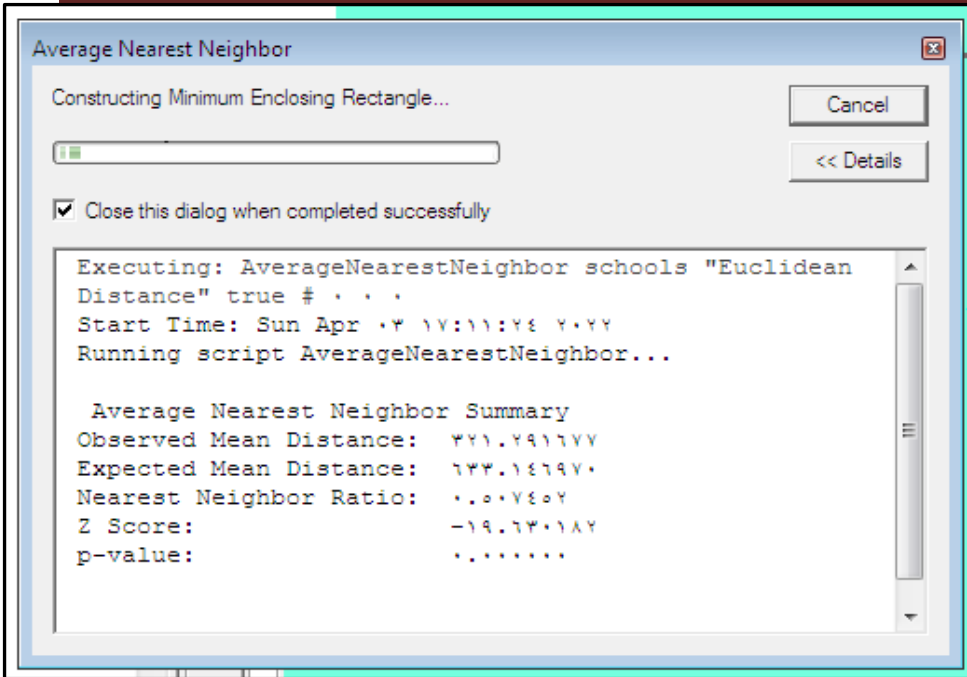 Average Nearest Neighbor
Constructing Minimum Enclosing Rectangle...
Cancel
<< Details
Close this dialog when completed successfully
Executing: AverageNearestNeighbor schools "Euclidean
Distance" true # ٠ ٠ ٠
Start Time: Sun Apr ٠٣ ١٧:١١:٢٤ ٢٠٢٢
Running script AverageNearestNeighbor...
Average Nearest Neighbor Summary
Observed Mean Distance: ٣٢١.٢٩١٦٧٧
Expected Mean Distance: ٦٣٣.١٤٦٩٧٠
Nearest Neighbor Ratio: ٠.٥٠٧٤٥٢
Z Score: -١٩.٦٣٠١٨٢
p-value: ٠.٠٠٠٠٠٠